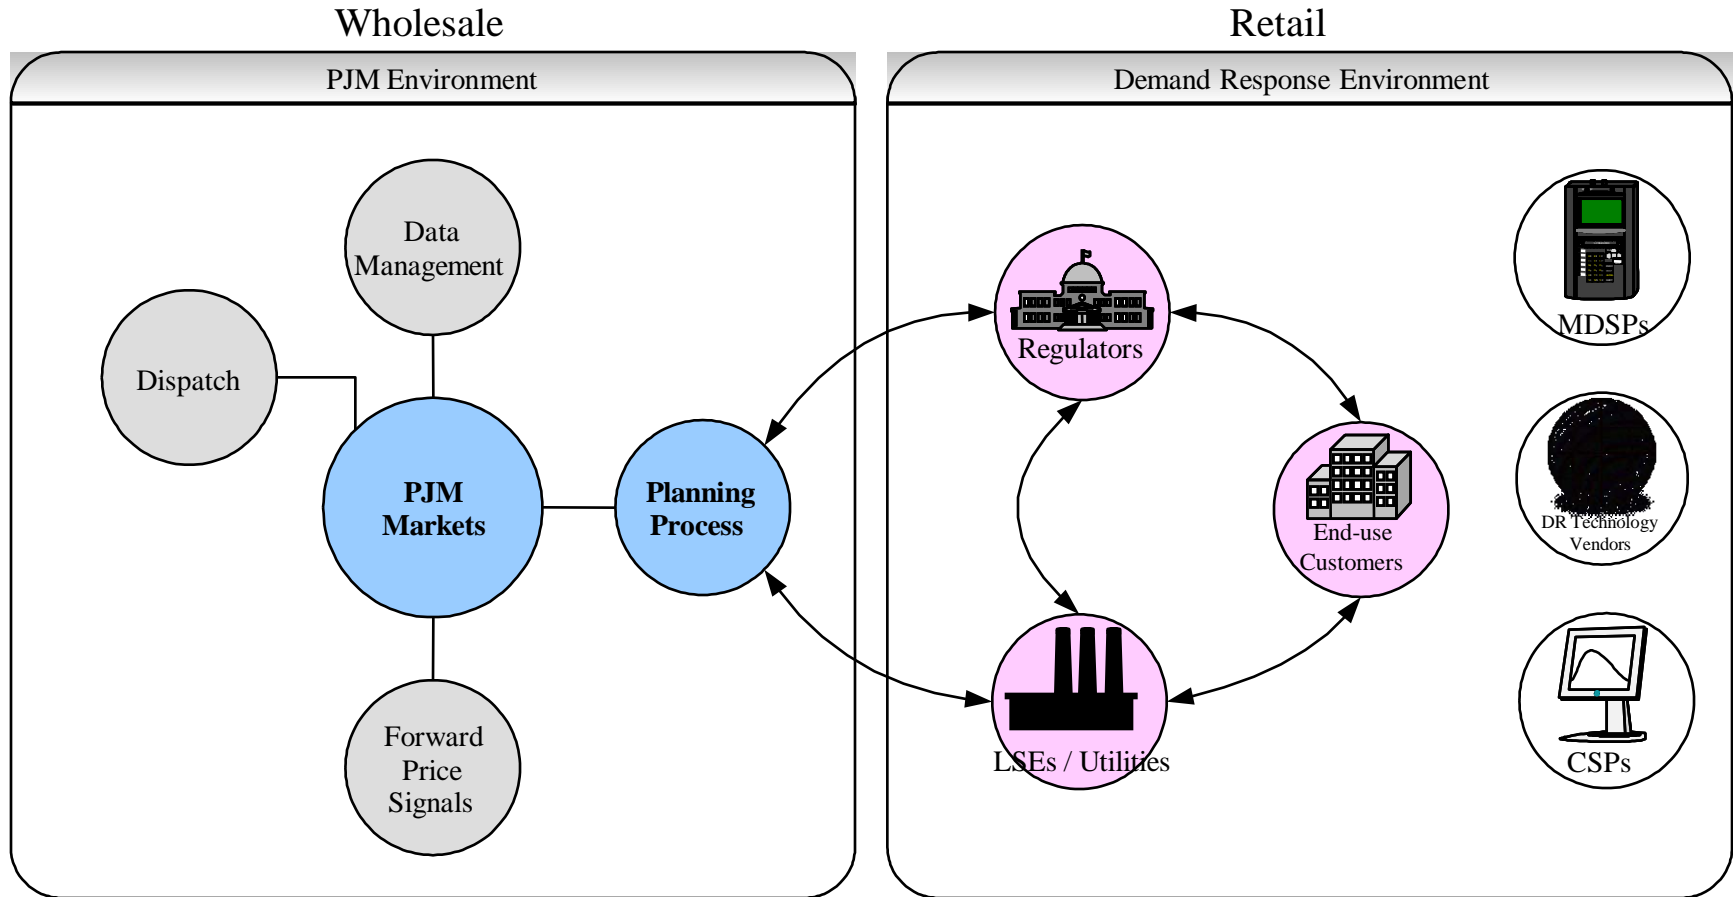 Wholesale
Retail
PJM Environment
Demand Response Environment
Data
Management
Dispatch
PJM
Markets
Planning
Process
Forward
Price
Signals
Regulators
End-use
Customers
LSEs / Utilities
MDSPs
DR Technology
Vendors
CSPs